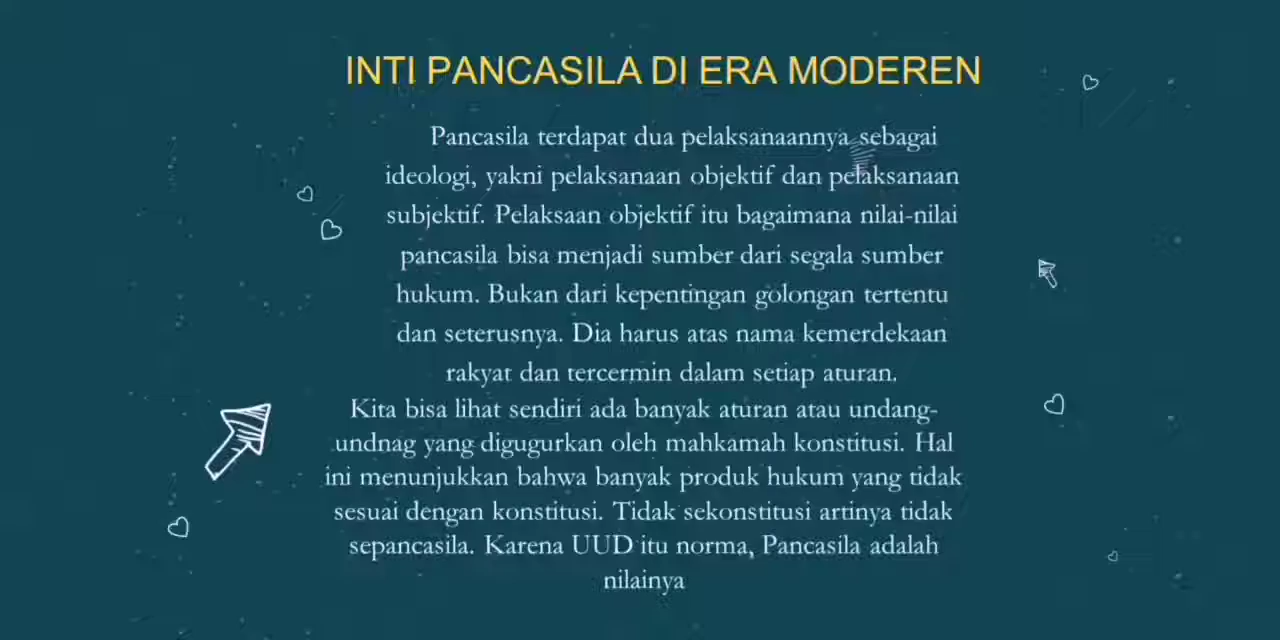 INTI PANCASILA DI ERA MODEREN
Pancasila terdapat dua pelaksanaannya sebagai
ideologi, yakni pelaksanaan objektif dan pelaksanaan
subjektif. Pelaksaan objektif itu bagaimana nilai-nilai
pancasila bisa menjadi sumber dari segala sumber
hukum. Bukan dari kepentingan golongan tertentu
dan seterusnya. Dia harus atas nama kemerdekaan
rakyat dan tercermin dalam setiap aturan.
Kita bisa lihat sendiri ada banyak aturan atau undang-
undnag yang digugurkan oleh mahkamah konstitusi. Hal
ini menunjukkan bahwa banyak produk hukum yang tidak
sesuai dengan konstitusi. Tidak sekonstitusi artinya tidak
sepancasila. Karena UUD itu norma, Pancasila adalah
nilainya